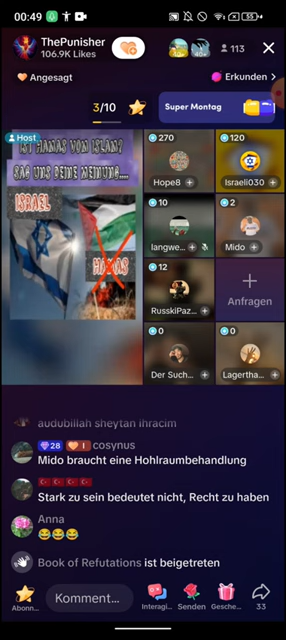 00:49
55
ThePunisher
106.9K Likes
113
Angesagt
Erkunden >
3/10
Super Montag
Host
IST HAMAS VON ISLAM?
SAG UNS DEINE MEINUNG....
ISRAEL
HAMAS
270
Hope8
120
Israeli030
10
langwe...
2
Mido
12
RusskiPaz...
Anfragen
0
Der Such...
0
Lagertha...
audubillah sheytan ihracim
28
I
cosynus
Mido braucht eine Hohlraumbehandlung
Stark zu sein bedeutet nicht, Recht zu haben
Anna
😂😂😂
Book of Refutations ist beigetreten
Abonn...
Komment...
Interagi...
Senden
Gesche...
33